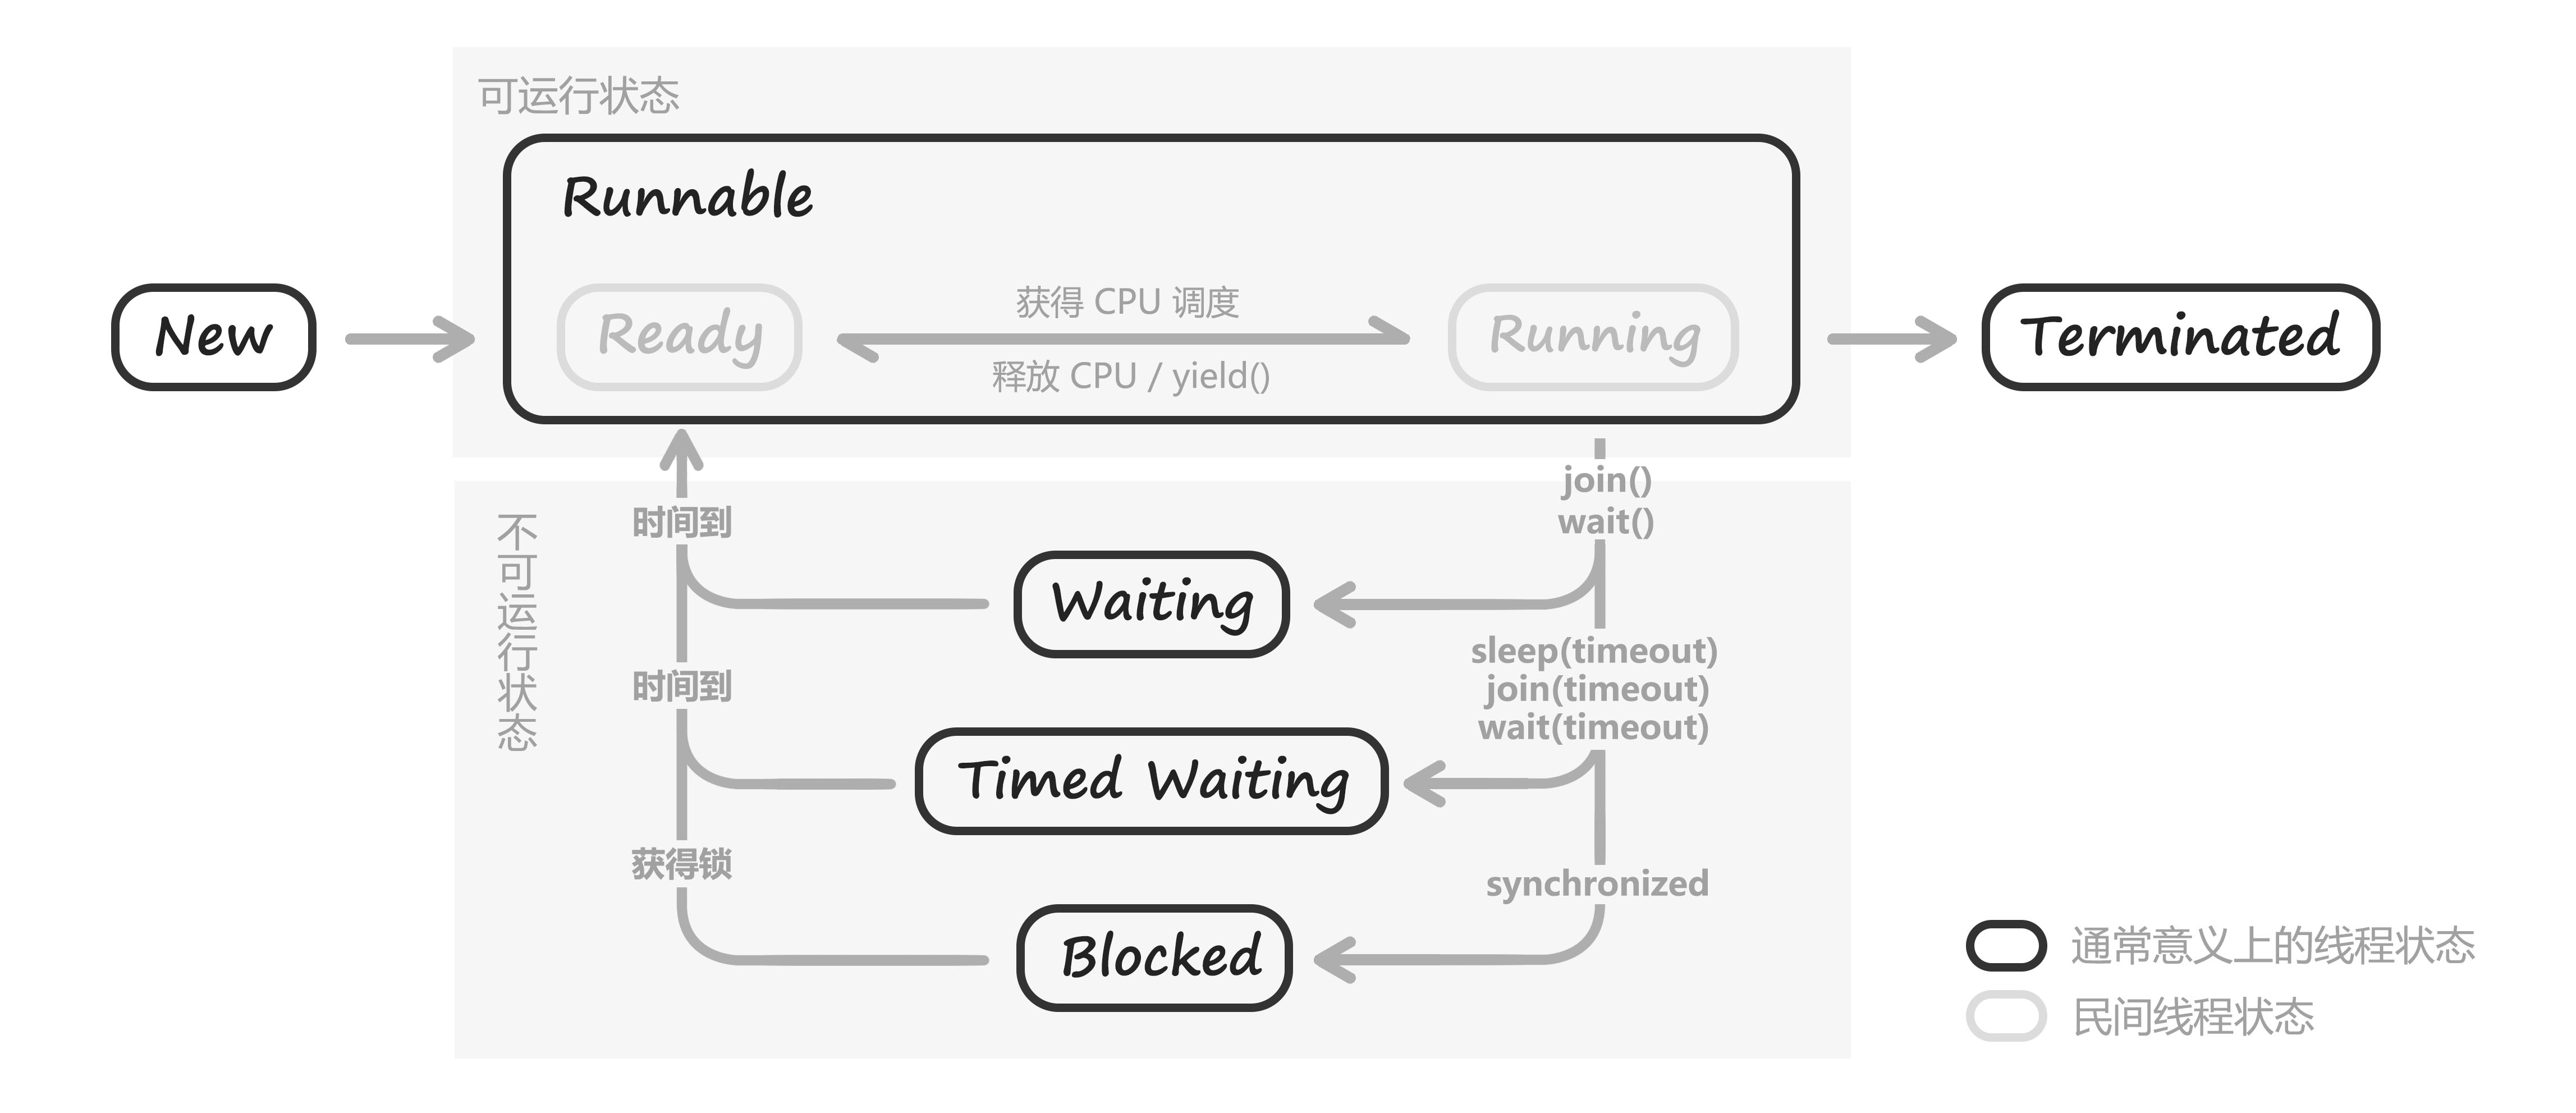 可运行状态
Runnable
New
Ready
获得 CPU 调度
释放 CPU / yield()
Running
Terminated
不可运行状态
时间到
join()
wait()
Waiting
时间到
sleep(timeout)
join(timeout)
wait(timeout)
Timed Waiting
获得锁
synchronized
Blocked
通常意义上的线程状态
民间线程状态